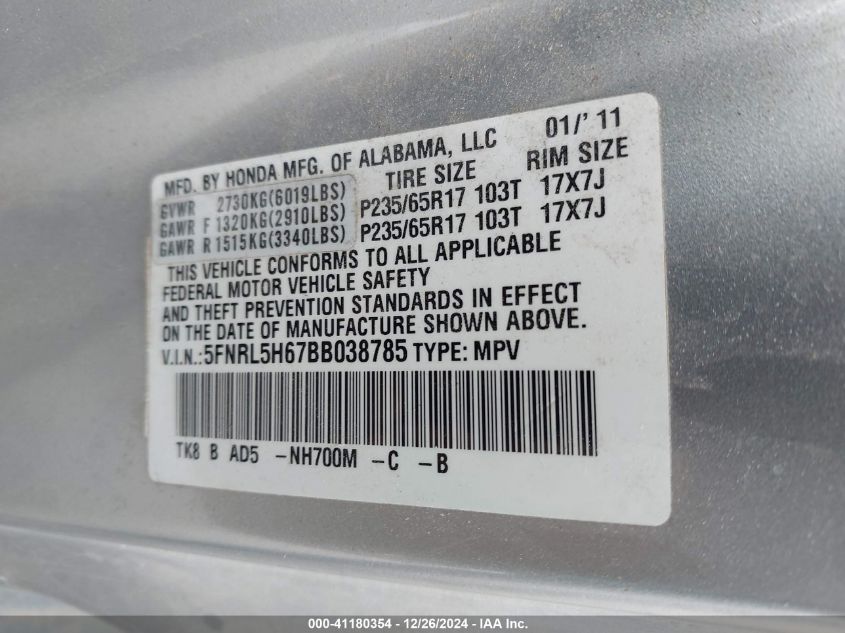 MFD. BY HONDA MFG. OF ALABAMA, LLC 01/'11
TIRE SIZE RIM SIZE
GVWR 2730KG(6019LBS)
GAWR F 1320KG(2910LBS) P235/65R17 103T 17X7J
GAWR R 1515KG(3340LBS) P235/65R17 103T 17X7J
THIS VEHICLE CONFORMS TO ALL APPLICABLE
FEDERAL MOTOR VEHICLE SAFETY
AND THEFT PREVENTION STANDARDS IN EFFECT
ON THE DATE OF MANUFACTURE SHOWN ABOVE.
V.I.N.:5FNRL5H67BB038785 TYPE: MPV
TK8 B AD5 -NH700M -C -B
000-41180354 - 12/26/2024 - IAA Inc.